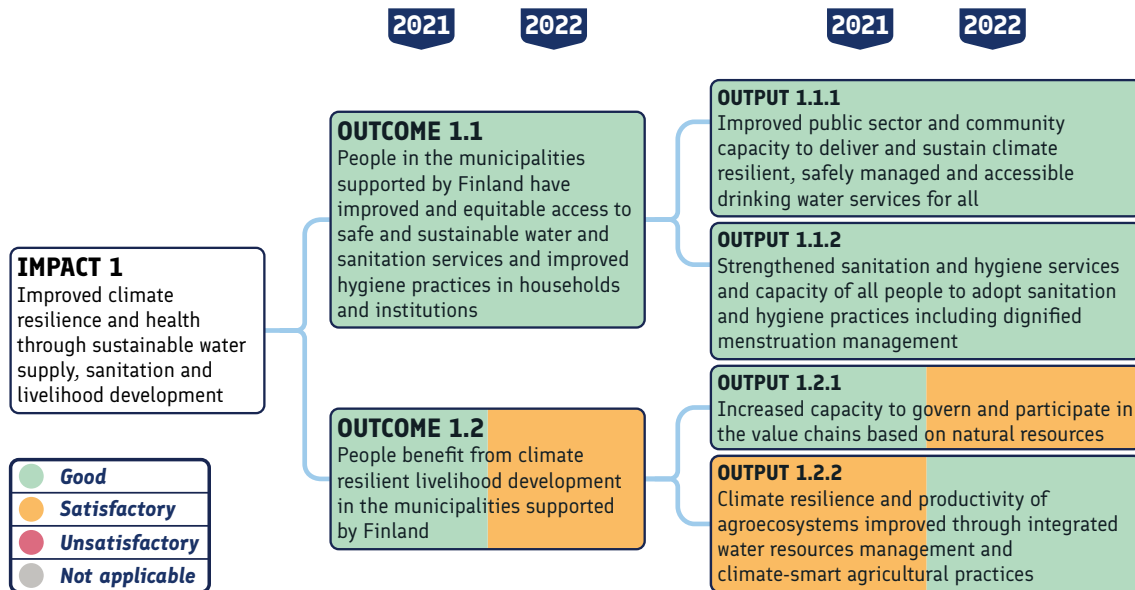 2021
2022
2021
2022
IMPACT 1
Improved climate
resilience and health
through sustainable water
supply, sanitation and
livelihood development
OUTCOME 1.1
People in the municipalities
supported by Finland have
improved and equitable access to
safe and sustainable water and
sanitation services and improved
hygiene practices in households
and institutions
OUTPUT 1.1.1
Improved public sector and community
capacity to deliver and sustain climate
resilient, safely managed and accessible
drinking water services for all
OUTPUT 1.1.2
Strengthened sanitation and hygiene services
and capacity of all people to adopt sanitation
and hygiene practices including dignified
menstruation management
OUTCOME 1.2
People benefit from climate
resilient livelihood development
in the municipalities supported
by Finland
OUTPUT 1.2.1
Increased capacity to govern and participate in
the value chains based on natural resources
OUTPUT 1.2.2
Climate resilience and productivity of
agroecosystems improved through integrated
water resources management and
climate-smart agricultural practices
Good
Satisfactory
Unsatisfactory
Not applicable